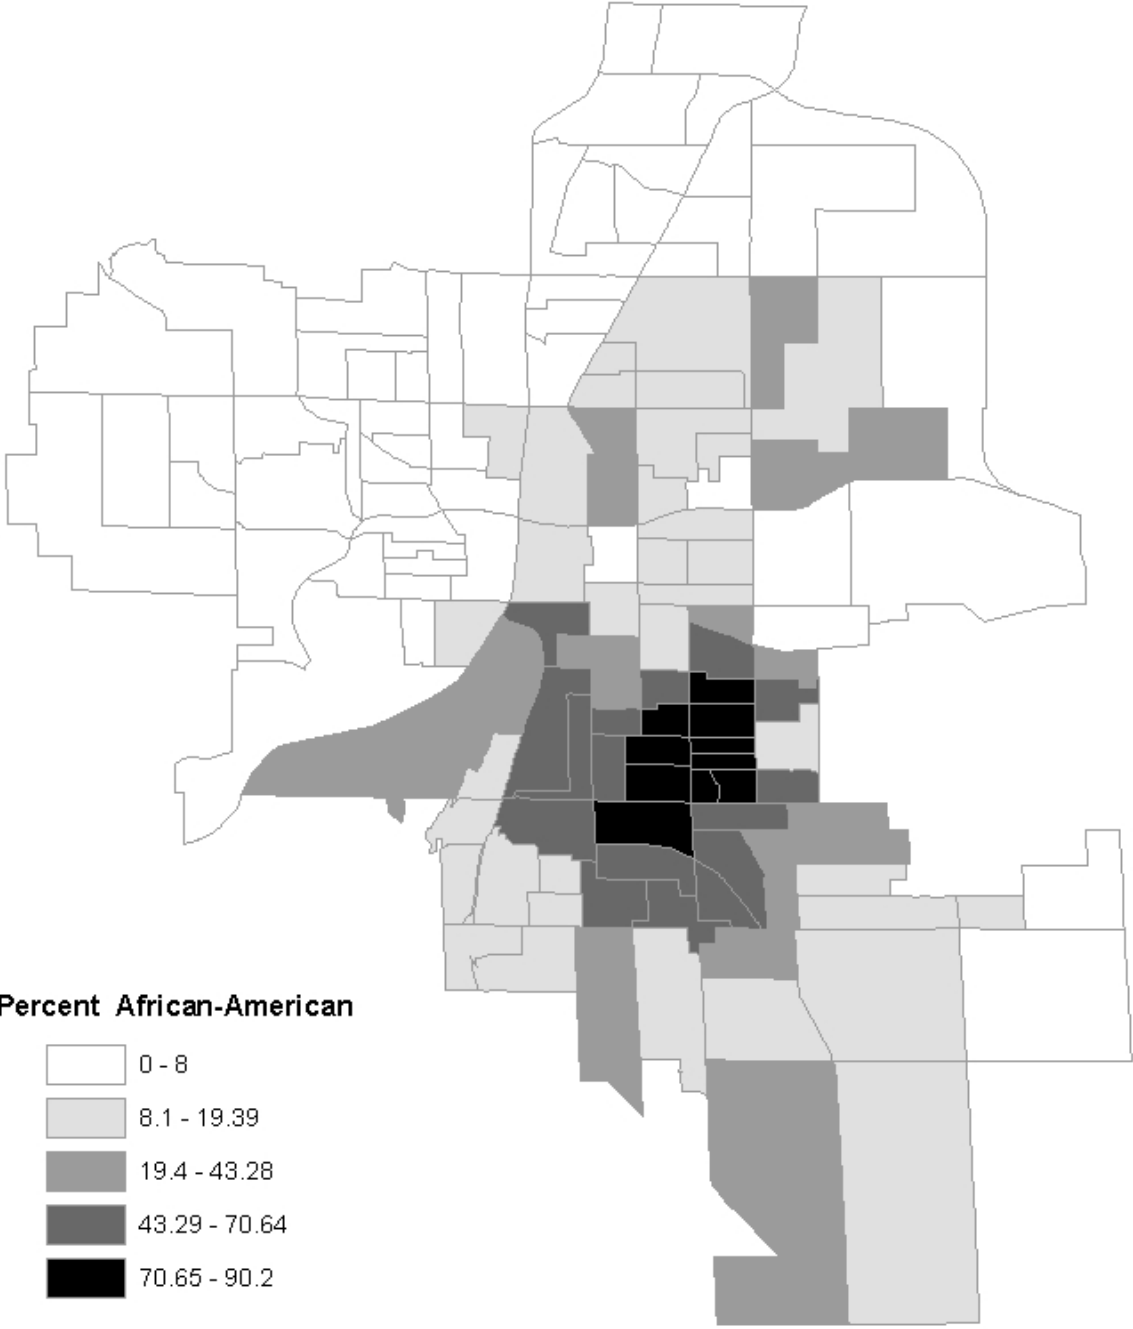 Percent African-American
0 - 8
8.1 - 19.39
19.4 - 43.28
43.29 - 70.64
70.65 - 90.2